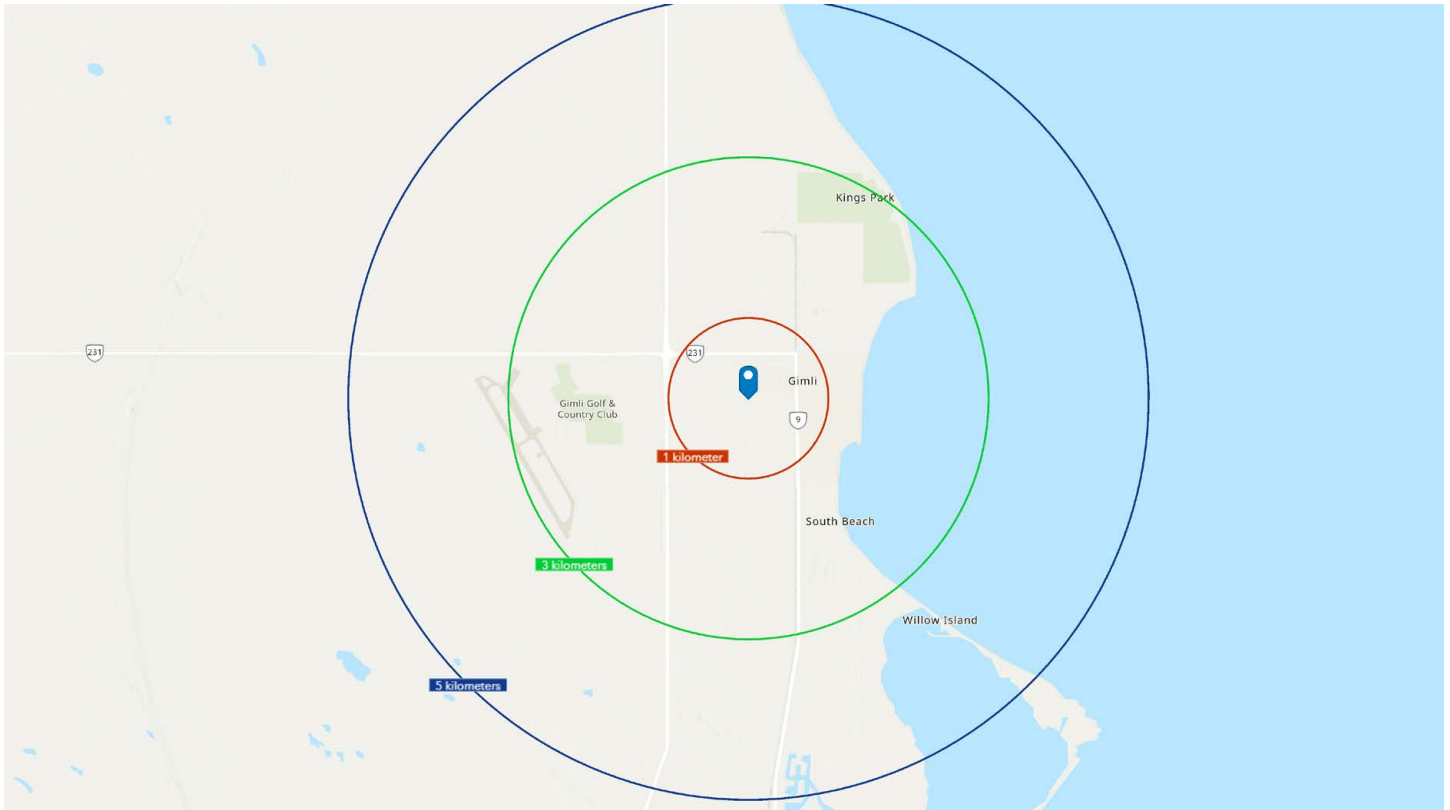 Kings Park
231
231
Gimli
Gimli Golf &
Country Club
9
1 kilometer
South Beach
3 kilometers
Willow Island
5 kilometers